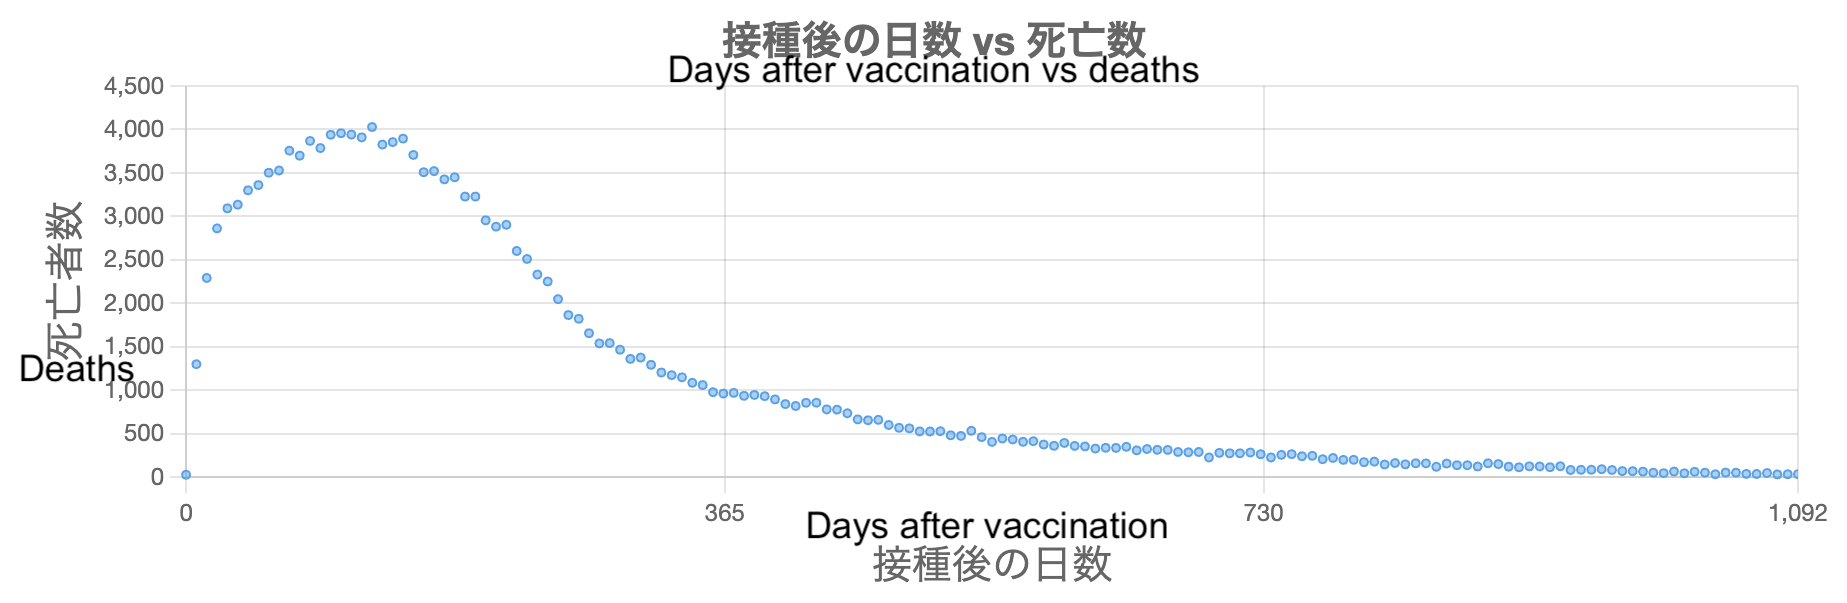 接種後の日数 vs 死亡数
Days after vaccination vs deaths
4,500
4,000
3,500
3,000
2,500
2,000
1,500
1,000
500
0
死亡者数
Deaths
0
365
730
1,092
Days after vaccination
接種後の日数